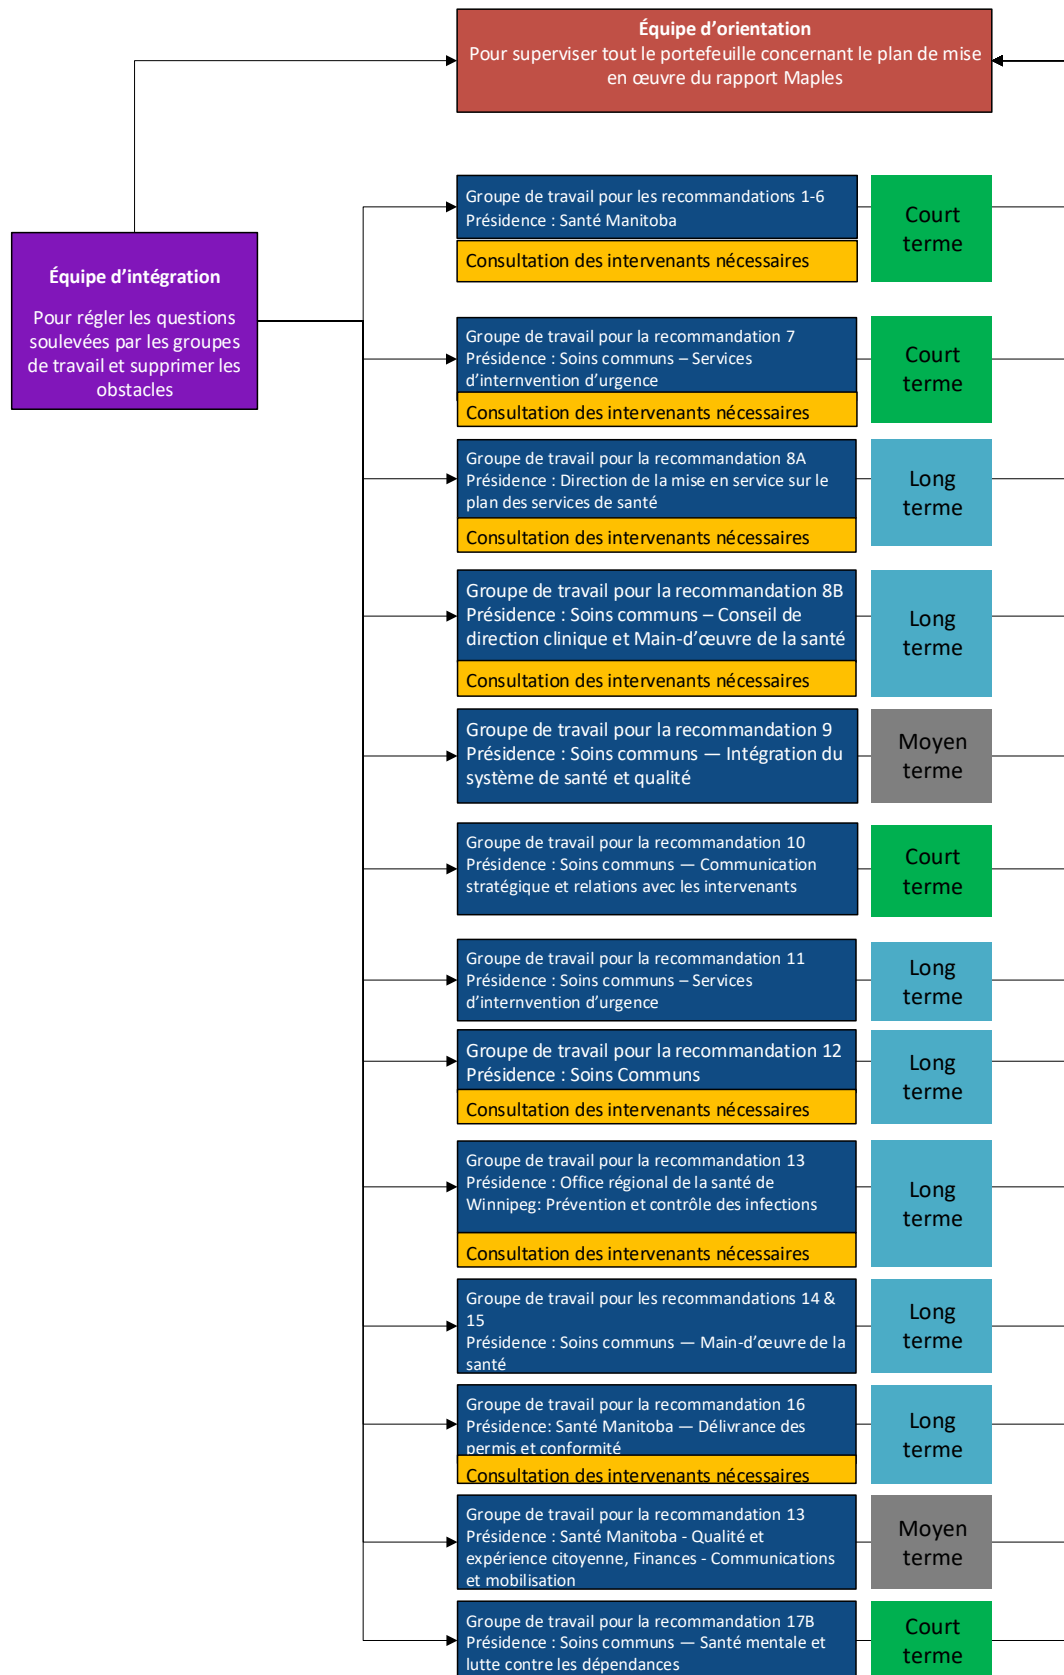 Équipe d’orientation
Pour superviser tout le portefeuille concernant le plan de mise
en œuvre du rapport Maples
Équipe d’intégration
Pour régler les questions
soulevées par les groupes
de travail et supprimer les
obstacles
Groupe de travail pour les recommandations 1-6
Présidence : Santé Manitoba
Consultation des intervenants nécessaires
Court
terme
Groupe de travail pour la recommandation 7
Présidence : Soins communs – Services
d’internvention d’urgence
Consultation des intervenants nécessaires
Court
terme
Groupe de travail pour la recommandation 8A
Présidence : Direction de la mise en service sur le
plan des services de santé
Consultation des intervenants nécessaires
Long
terme
Groupe de travail pour la recommandation 8B
Présidence : Soins communs – Conseil de
direction clinique et Main-d’œuvre de la santé
Consultation des intervenants nécessaires
Long
terme
Groupe de travail pour la recommandation 9
Présidence : Soins communs — Intégration du
système de santé et qualité
Moyen
terme
Groupe de travail pour la recommandation 10
Présidence : Soins communs — Communication
stratégique et relations avec les intervenants
Court
terme
Groupe de travail pour la recommandation 11
Présidence : Soins communs – Services
d’internvention d’urgence
Long
terme
Groupe de travail pour la recommandation 12
Présidence : Soins Communs
Consultation des intervenants nécessaires
Long
terme
Groupe de travail pour la recommandation 13
Présidence : Office régional de la santé de
Winnipeg: Prévention et contrôle des infections
Consultation des intervenants nécessaires
Long
terme
Groupe de travail pour les recommandations 14 &
15
Présidence : Soins communs — Main-d’œuvre de la
santé
Long
terme
Groupe de travail pour la recommandation 16
Présidence: Santé Manitoba — Délivrance des
permis et conformité
Consultation des intervenants nécessaires
Long
terme
Groupe de travail pour la recommandation 13
Présidence : Santé Manitoba - Qualité et
expérience citoyenne, Finances - Communications
et mobilisation
Moyen
terme
Groupe de travail pour la recommandation 17B
Présidence : Soins communs — Santé mentale et
lutte contre les dépendances
Court
terme